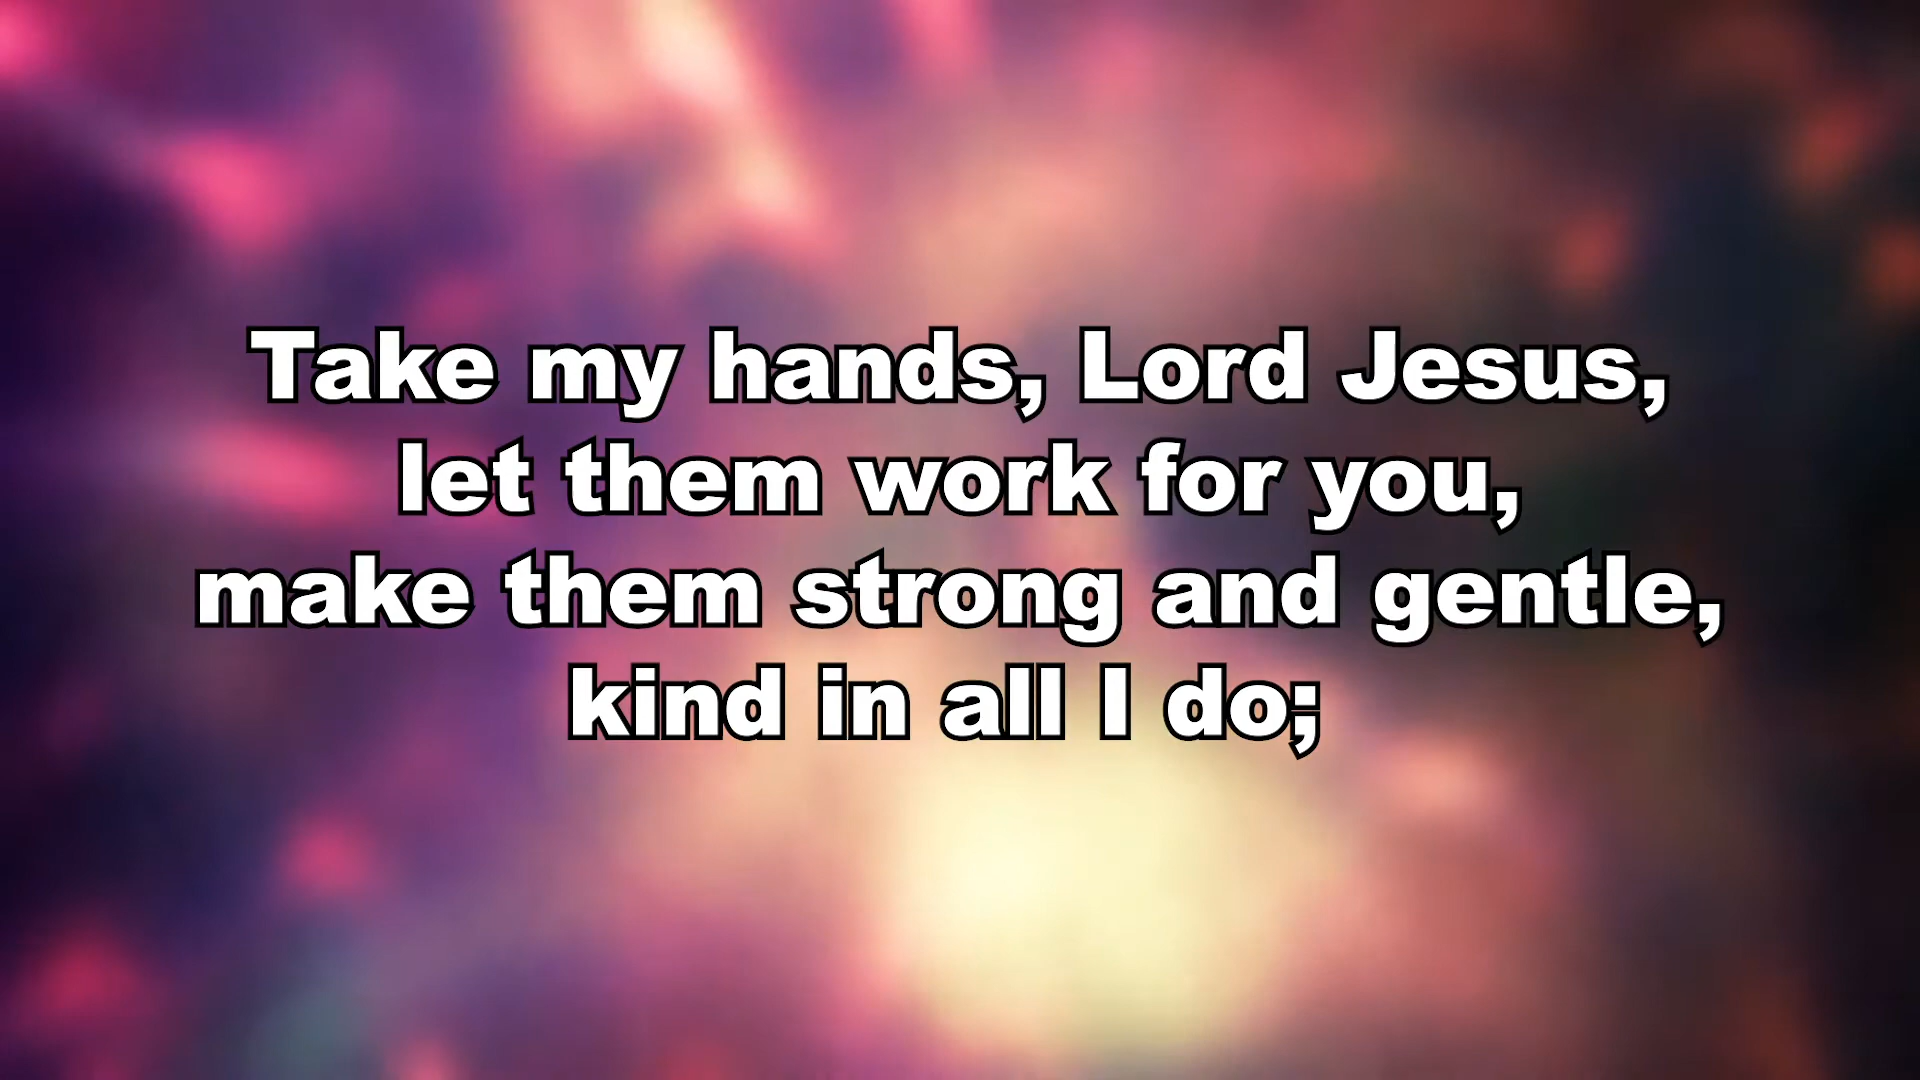 Take my hands, Lord Jesus,
let them work for you,
make them strong and gentle,
kind in all I do;